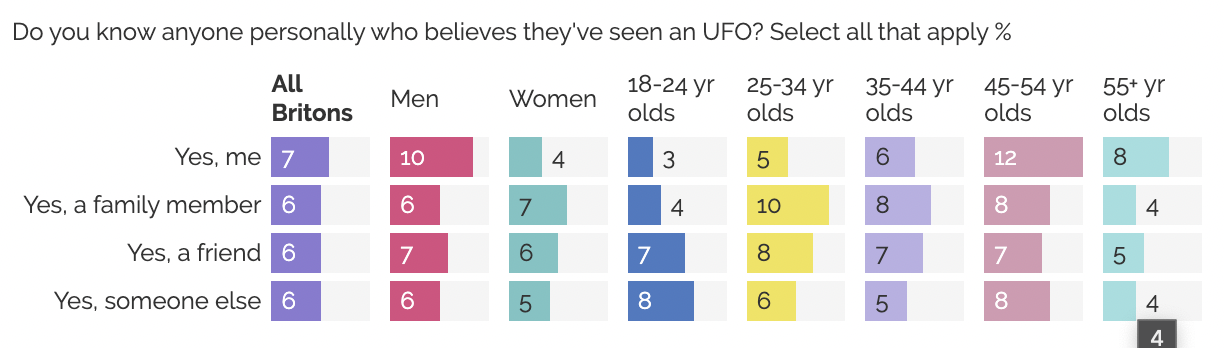 Do you know anyone personally who believes they've seen an UFO? Select all that apply %
All Britons Men Women 18-24 yr olds 25-34 yr olds 35-44 yr olds 45-54 yr olds 55+ yr olds
Yes, me 7 10 4 3 5 6 12 8
Yes, a family member 6 6 7 4 10 8 8 4
Yes, a friend 6 7 6 7 8 7 7 5
Yes, someone else 6 6 5 8 6 5 8 4
4